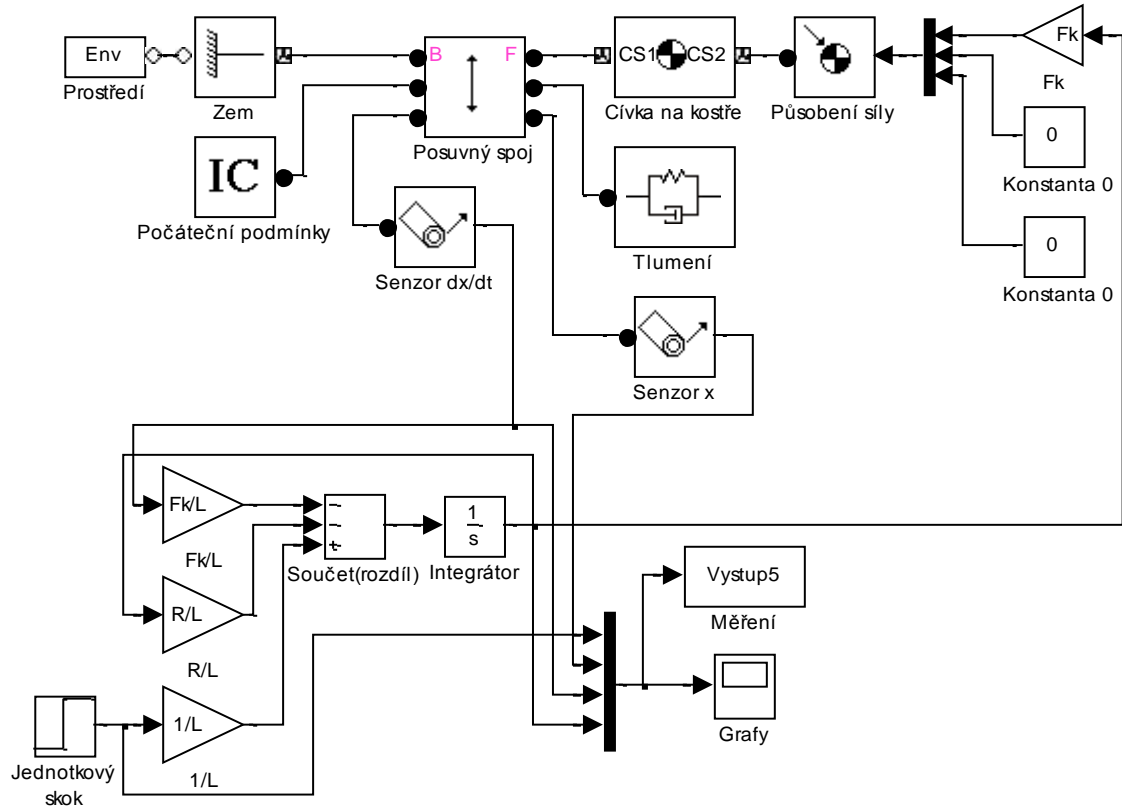 Env
Prostředí
Zem
B
F
Posuvný spoj
CS1
CS2
Cívka na kostře
Působení síly
Fk
Fk
0
Konstanta 0
0
Konstanta 0
IC
Počáteční podmínky
Senzor dx/dt
Tlumení
Senzor x
Fk/L
Fk/L
R/L
R/L
1/L
1/L
−
−
+
Součet(rozdíl)
1
s
Integrátor
Vystup5
Měření
Grafy
Jednotkový
skok